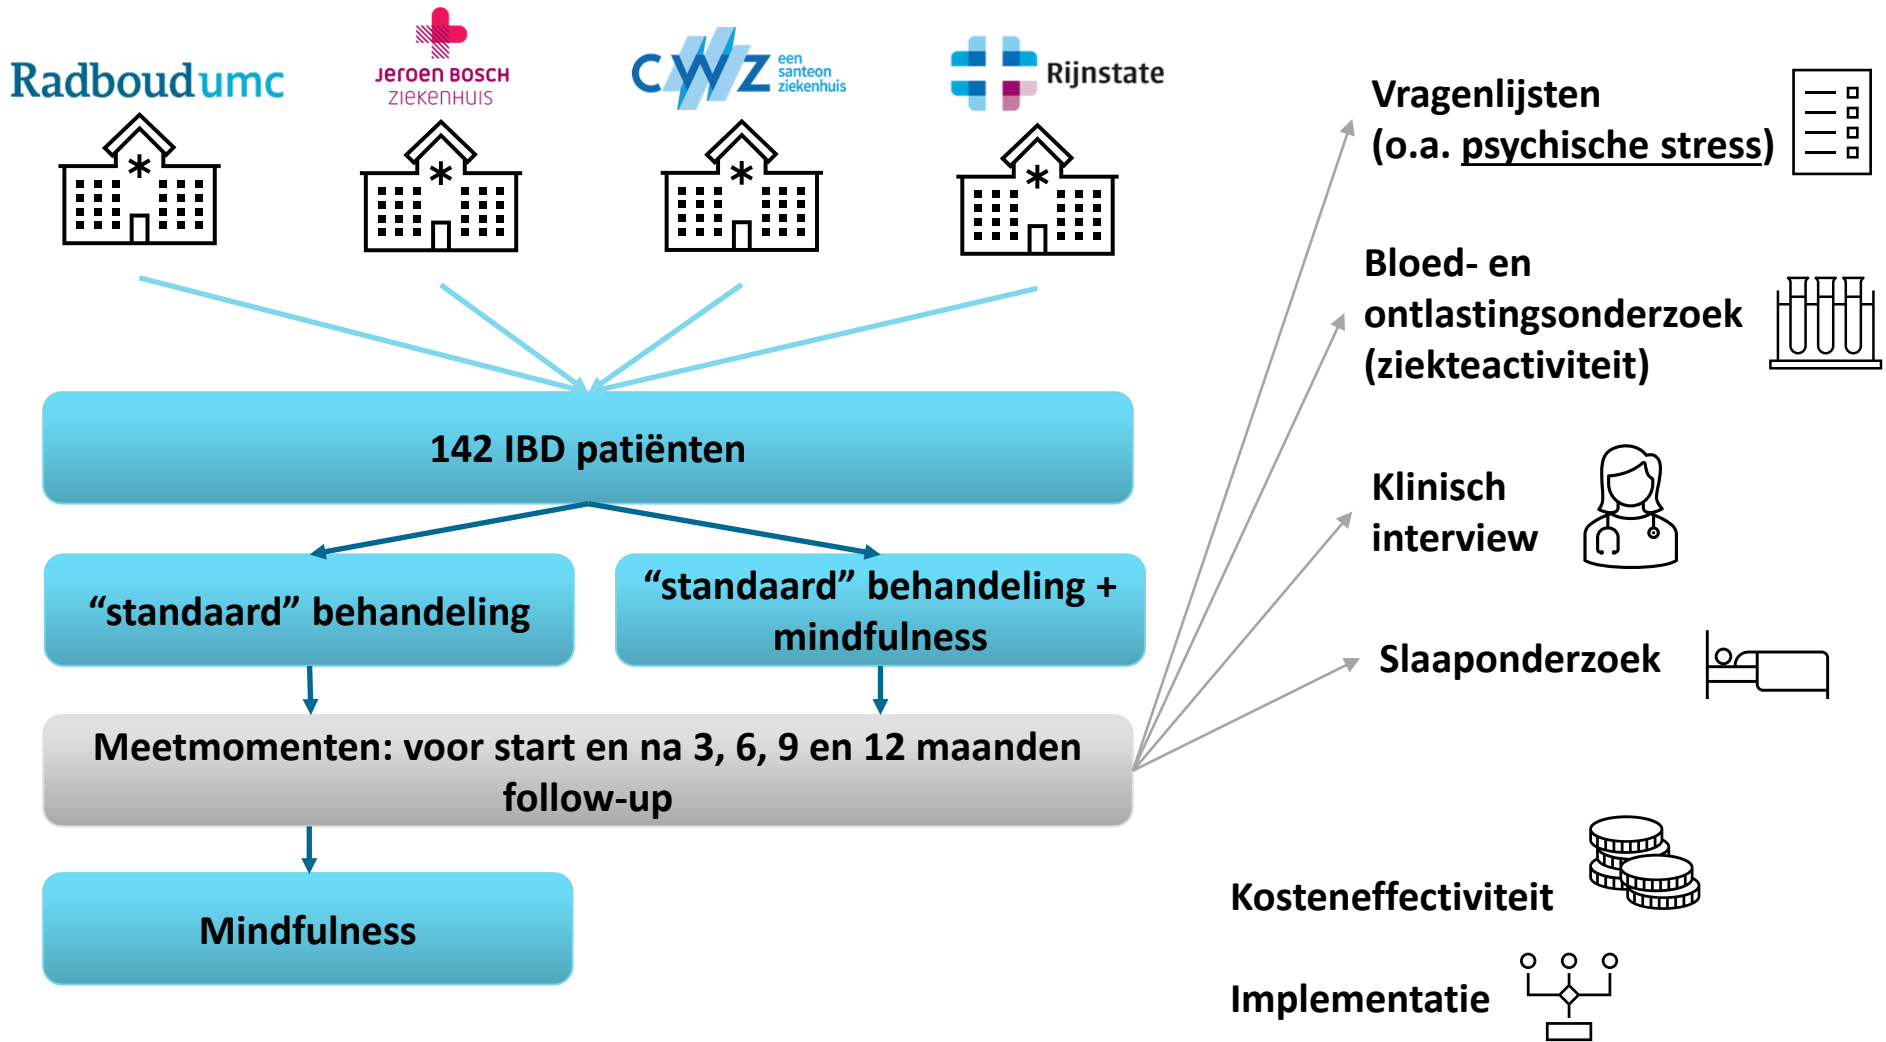 Radboudumc
Jeroen Bosch
Ziekenhuis
CWZ
een
santeon
ziekenhuis
Rijnstate
142 IBD patiënten
“standaard” behandeling
“standaard” behandeling +
mindfulness
Meetmomenten: voor start en na 3, 6, 9 en 12 maanden
follow-up
Mindfulness
Vragenlijsten
(o.a. psychische stress)
Bloed- en
ontlastingsonderzoek
(ziekteactiviteit)
Klinisch
interview
Slaaponderzoek
Kosteneffectiviteit
Implementatie